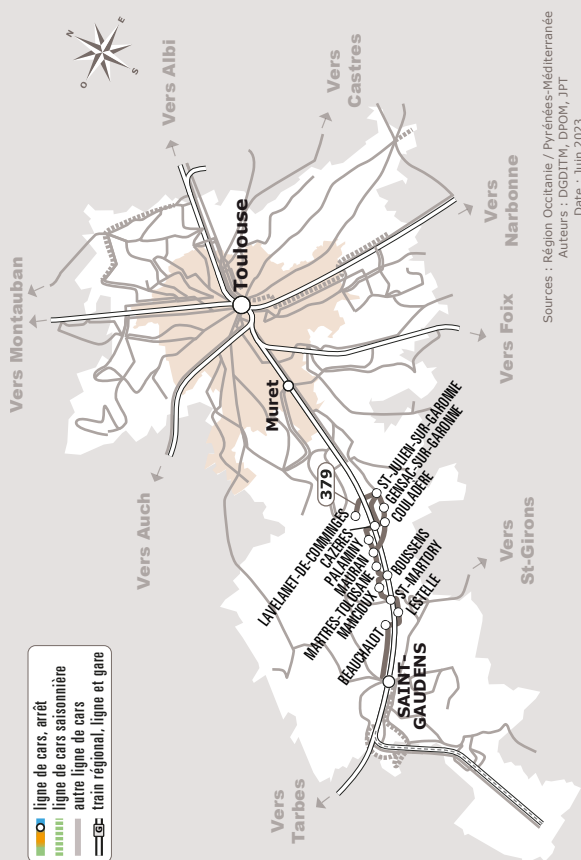 N
E
S
O
Vers Albi
Vers
Castres
Vers Montauban
Toulouse
Vers
Narbonne
Vers Auch
Muret
Vers Foix
379
LAVELANET-DE-COMMINGES
ST-JULIEN-SUR-GARONNE
GENSAC-SUR-GARONNE
COULADÈRE
CAZÈRES
PALAMINY
MAURAN
MARTRES-TOLOSANE
BOUSSENS
MANCIOUX
ST-MARTORY
LESTELLE
BEAUCHALOT
SAINT-
GAUDENS
Vers
St-Girons
Vers
Tarbes
ligne de cars, arrêt
ligne de cars saisonnière
autre ligne de cars
G train régional, ligne et gare
Sources : Région Occitanie / Pyrénées-Méditerranée
Auteurs : DGDITM, DPOM, JPT
Date : Juin 2023